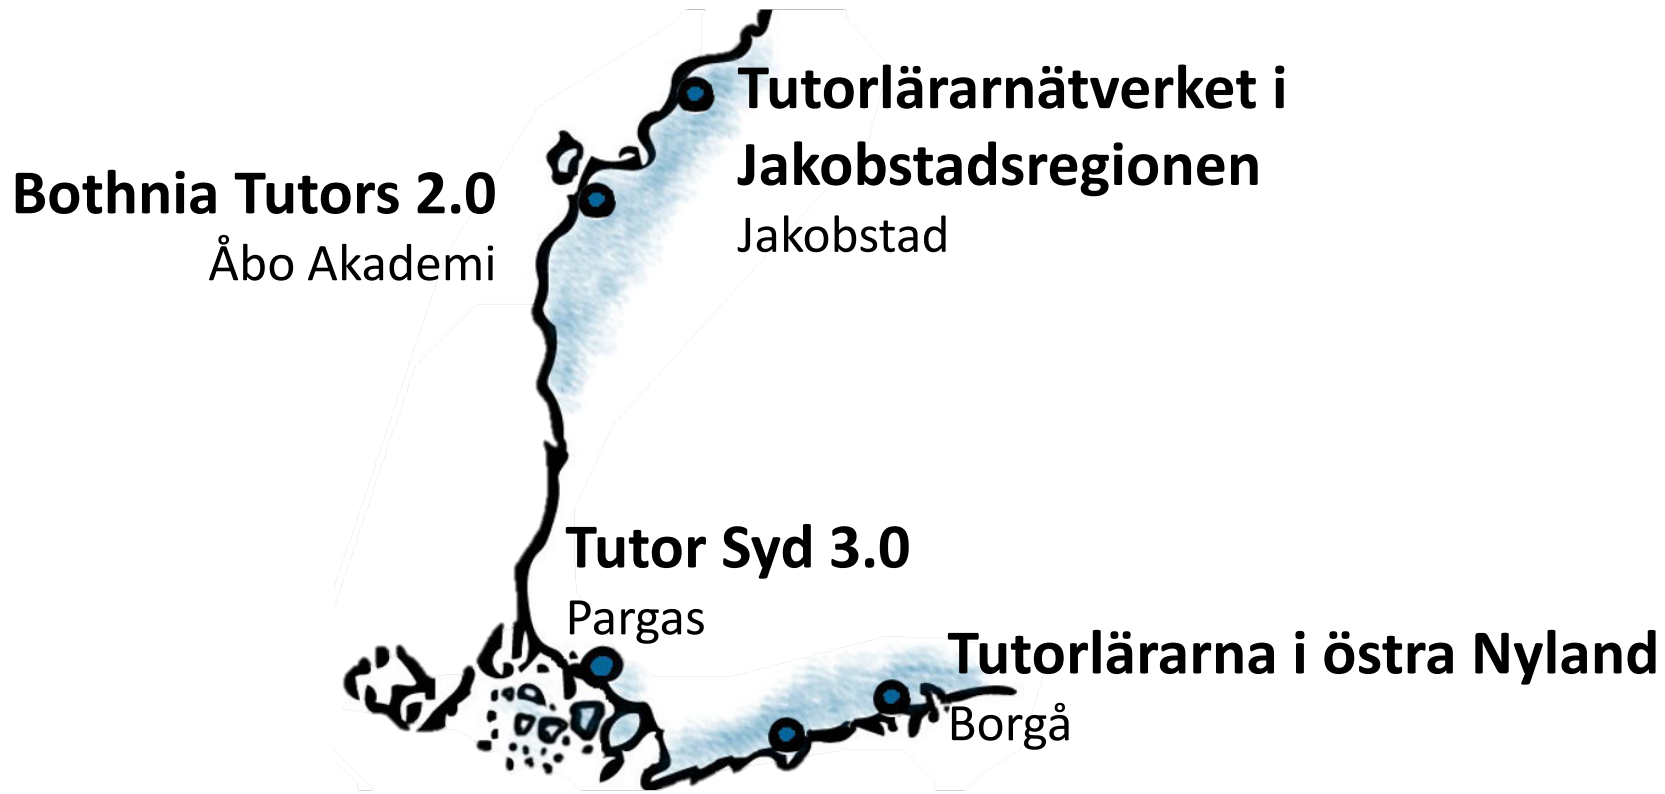 Tutorlärarnätverket i
Jakobstadsregionen
Jakobstad
Bothnia Tutors 2.0
Åbo Akademi
Tutor Syd 3.0
Pargas
Tutorlärarna i östra Nyland
Borgå